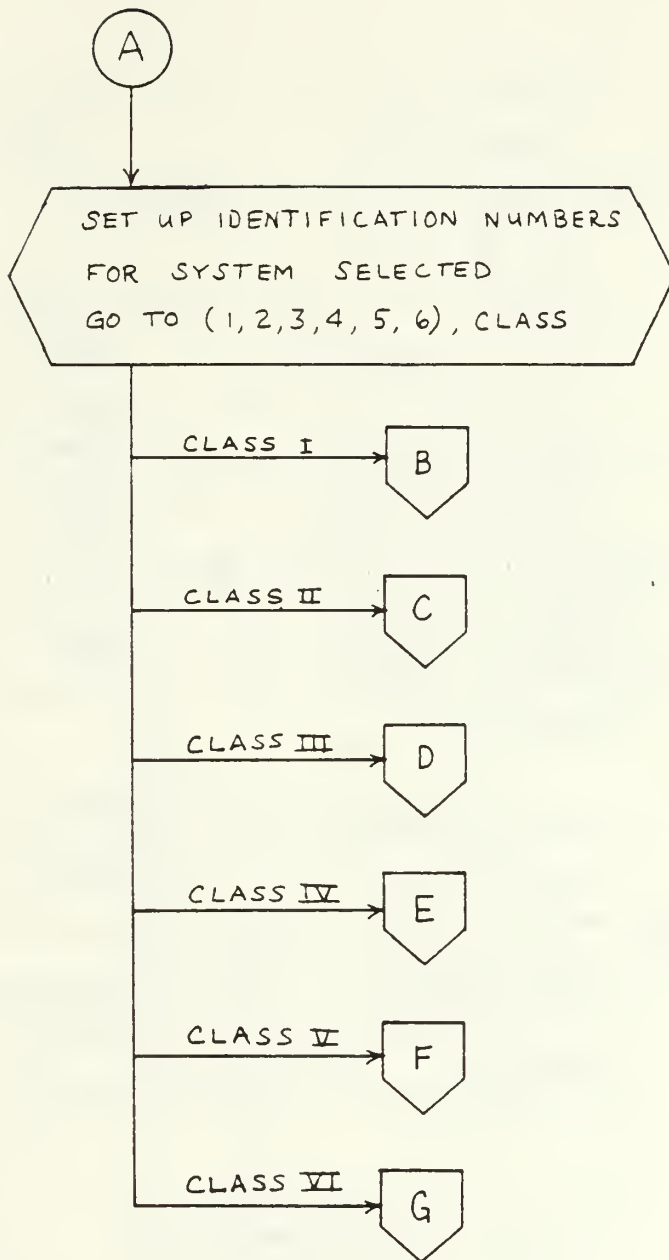 A
SET UP IDENTIFICATION NUMBERS
FOR SYSTEM SELECTED
GO TO (1, 2, 3, 4, 5, 6), CLASS
CLASS I
B
CLASS II
C
CLASS III
D
CLASS IV
E
CLASS V
F
CLASS VI
G